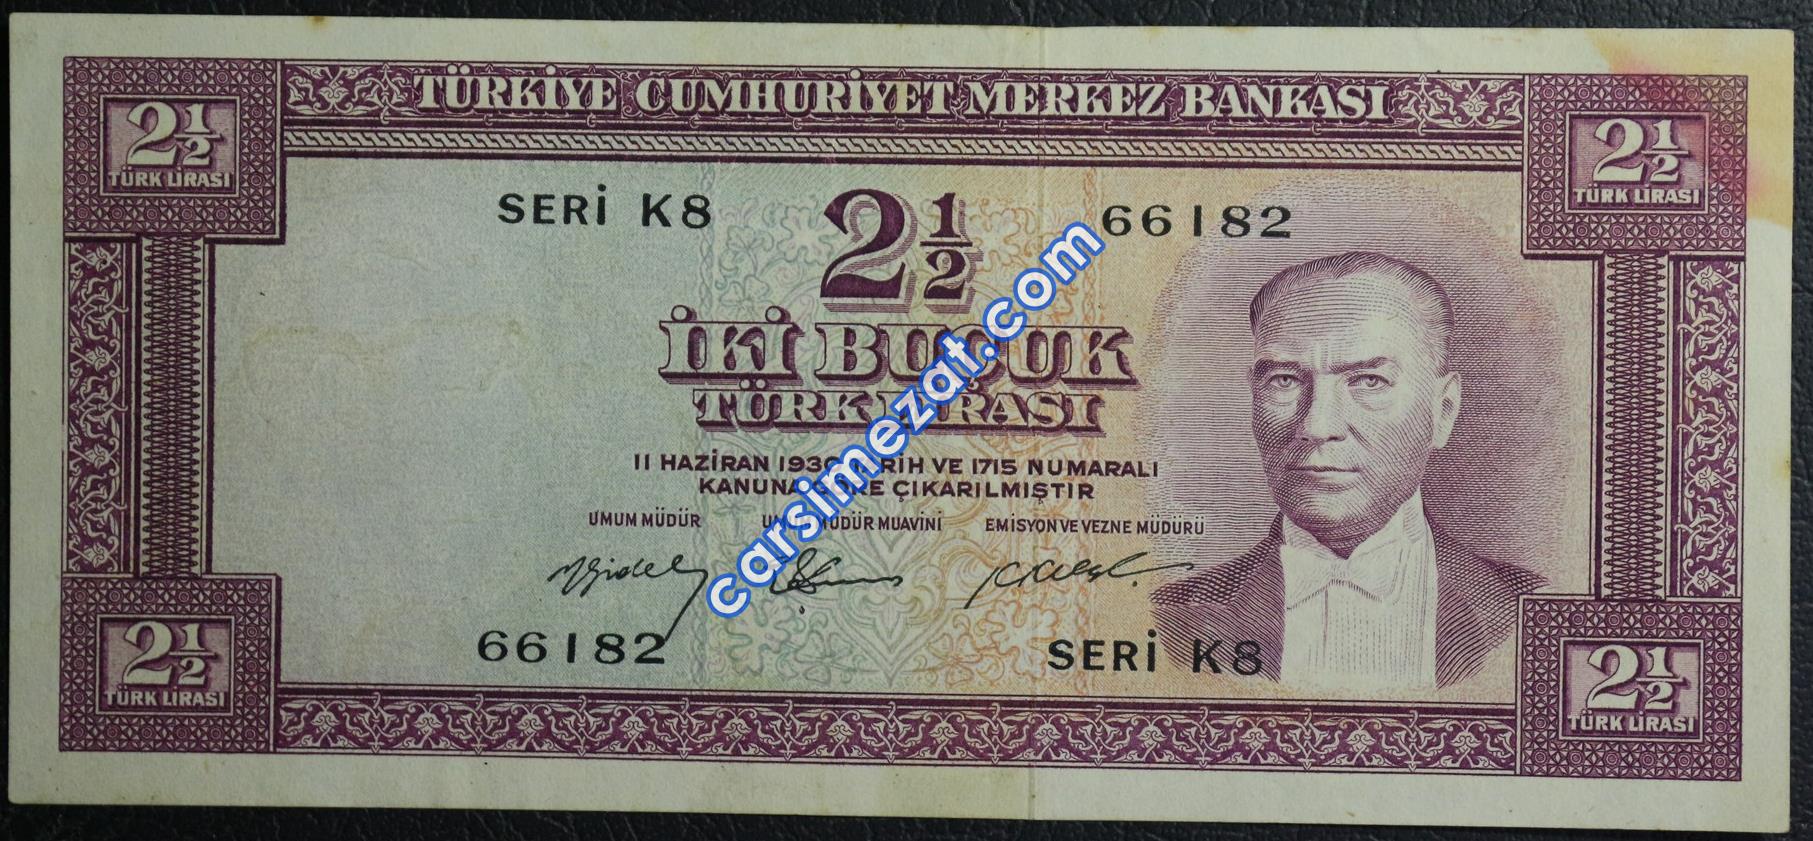 TÜRKİYE CUMHURİYET MERKEZ BANKASI
2½
TÜRK LİRASI
2½
TÜRK LİRASI
SERİ K8
2½
66182
İKİ BUÇUK
TÜRK LİRASI
11 HAZİRAN 1930 TARİH VE 1715 NUMARALI
KANUNA GÖRE ÇIKARILMIŞTIR
UMUM MÜDÜR UMUM MÜDÜR MUAVİNİ EMİSYON VE VEZNE MÜDÜRÜ
carsimezat.com
66182
SERİ K8
2½
TÜRK LİRASI
2½
TÜRK LİRASI